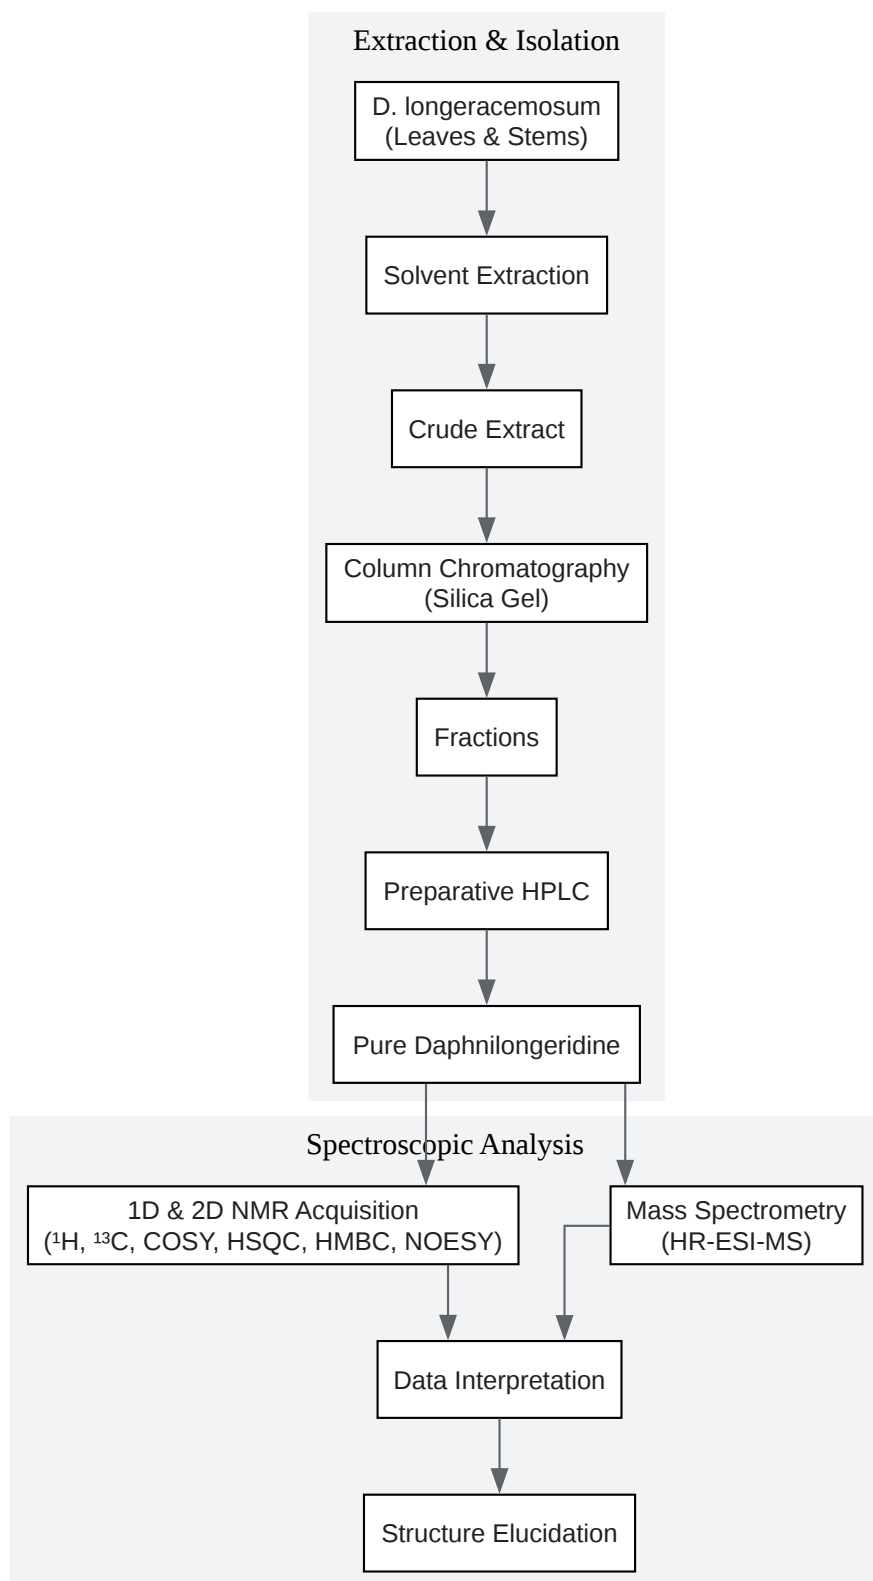 Extraction & Isolation
D. longeracemosum
(Leaves & Stems)
Solvent Extraction
Crude Extract
Column Chromatography
(Silica Gel)
Fractions
Preparative HPLC
Pure Daphnilongeridine
Spectroscopic Analysis
1D & 2D NMR Acquisition
(¹H, ¹³C, COSY, HSQC, HMBC, NOESY)
Mass Spectrometry
(HR-ESI-MS)
Data Interpretation
Structure Elucidation